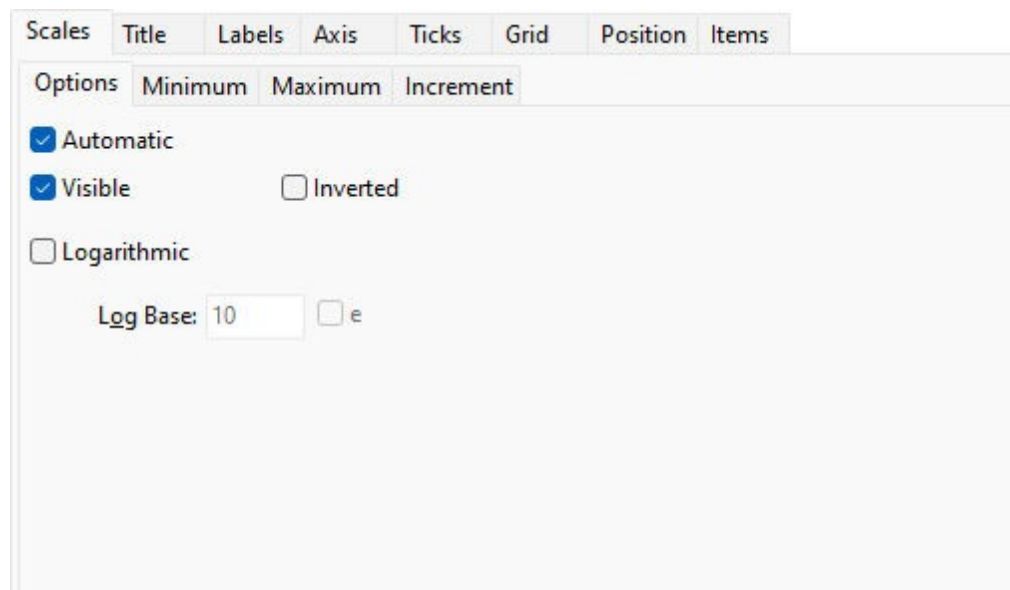 Scales Title Labels Axis Ticks Grid Position Items
Options Minimum Maximum Increment
Automatic
Visible Inverted
Logarithmic
Log Base: 10 e